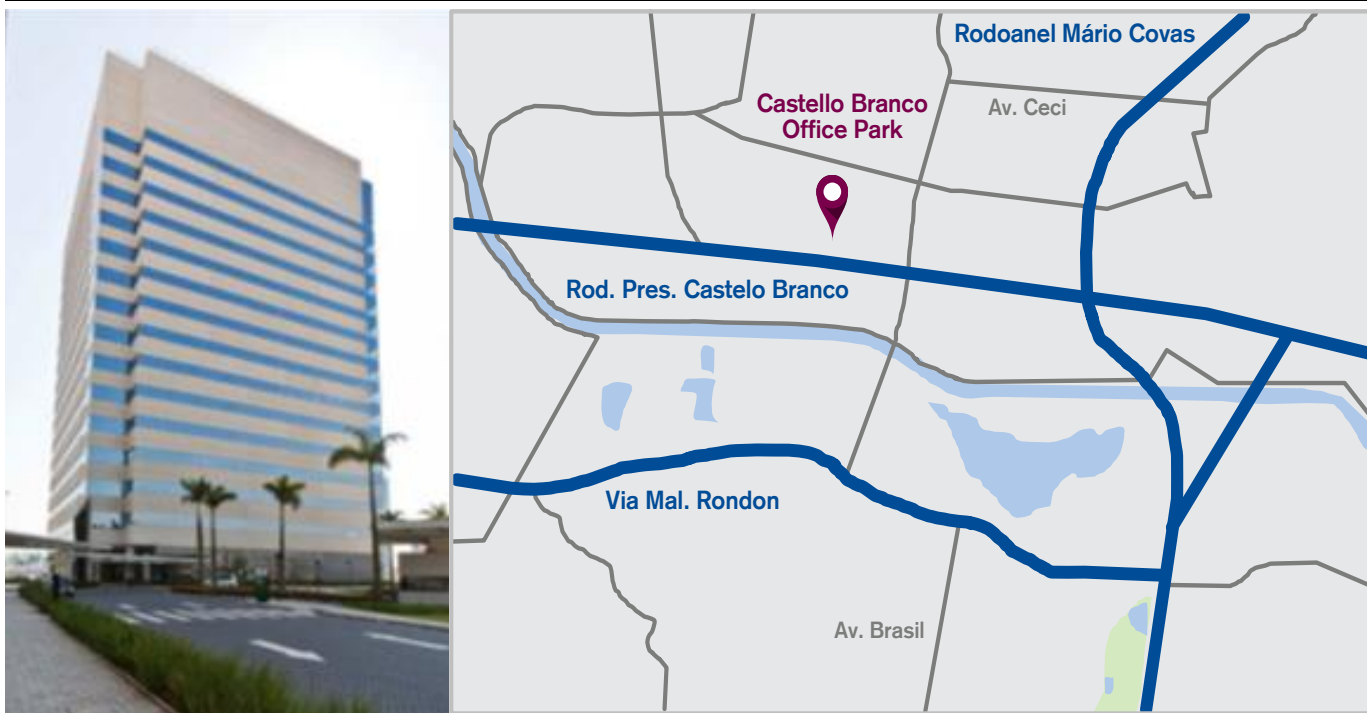 Rodoanel Mário Covas
Castello Branco
Office Park
Av. Ceci
Rod. Pres. Castelo Branco
Via Mal. Rondon
Av. Brasil